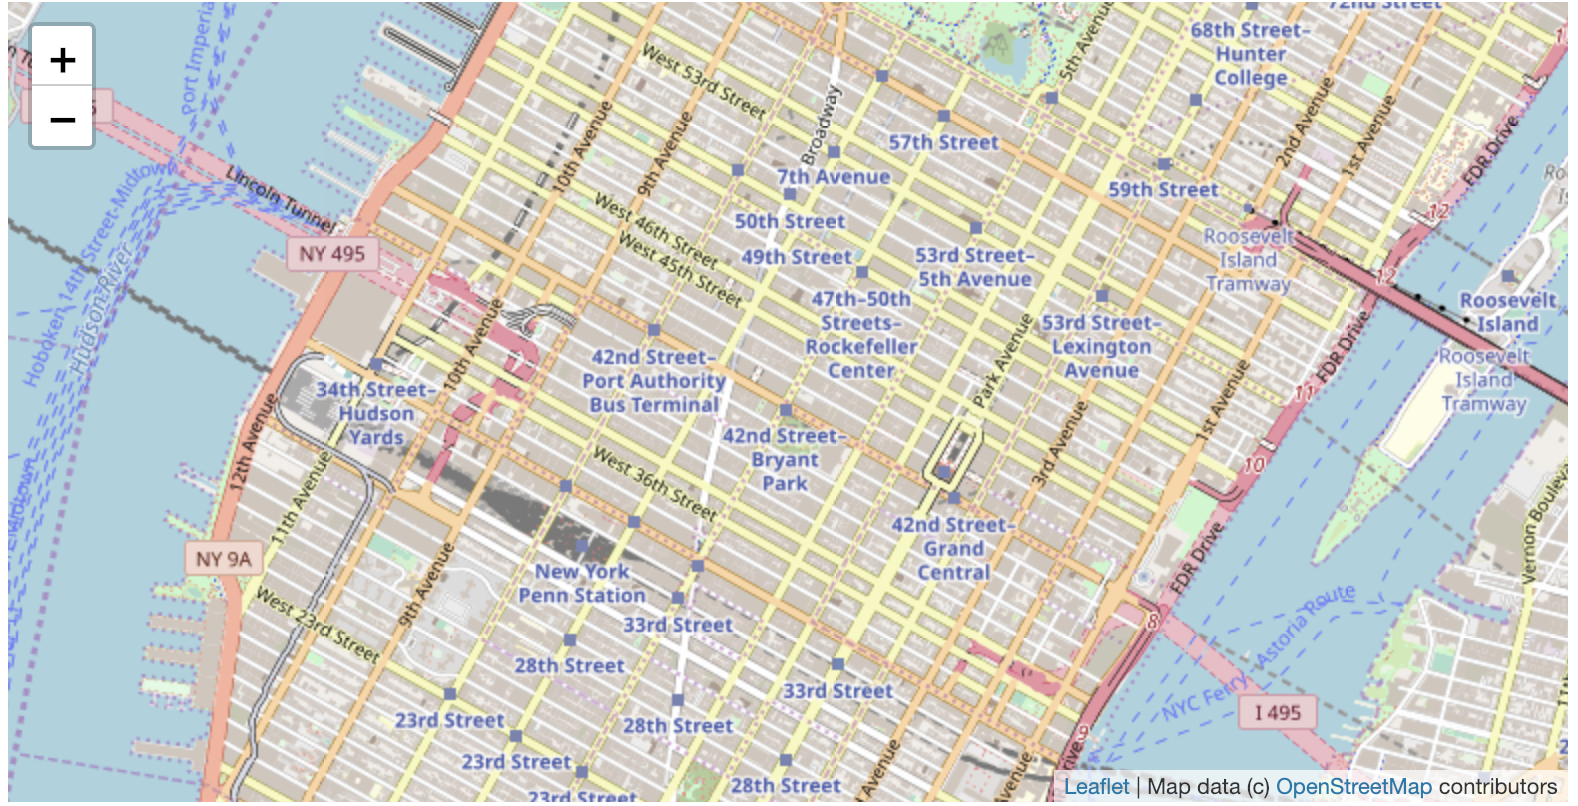 +
−
Port Imperia
72nd Street
68th Street–
Hunter
College
5th Avenue
West 53rd Street
Broadway
57th Street
7th Avenue
10th Avenue
9th Avenue
2nd Avenue
1st Avenue
FDR Drive
59th Street
12
Lincoln Tunnel
NY 495
Hoboken 14th Street-Midtown
Hudson River
West 46th Street
West 45th Street
50th Street
49th Street
53rd Street–
5th Avenue
47th–50th
Streets–
Rockefeller
Center
Roosevelt
Island
Tramway
12
Roosevelt
Island
53rd Street–
Lexington
Avenue
Park Avenue
FDR Drive
11
Roosevelt
Island
Tramway
42nd Street–
Port Authority
Bus Terminal
10th Avenue
34th Street–
Hudson
Yards
12th Avenue
11th Avenue
42nd Street–
Bryant
Park
3rd Avenue
1st Avenue
10
West 36th Street
42nd Street–
Grand
Central
FDR Drive
Vernon Bouleva
Midtown
NY 9A
New York
Penn Station
9th Avenue
West 23rd Street
33rd Street
28th Street
8
Astoria Route
NYC Ferry
I 495
33rd Street
28th Street
23rd Street
23rd Street
23rd Street
28th Street
9
Avenue
Avenue
Drive
Leaflet | Map data (c) OpenStreetMap contributors